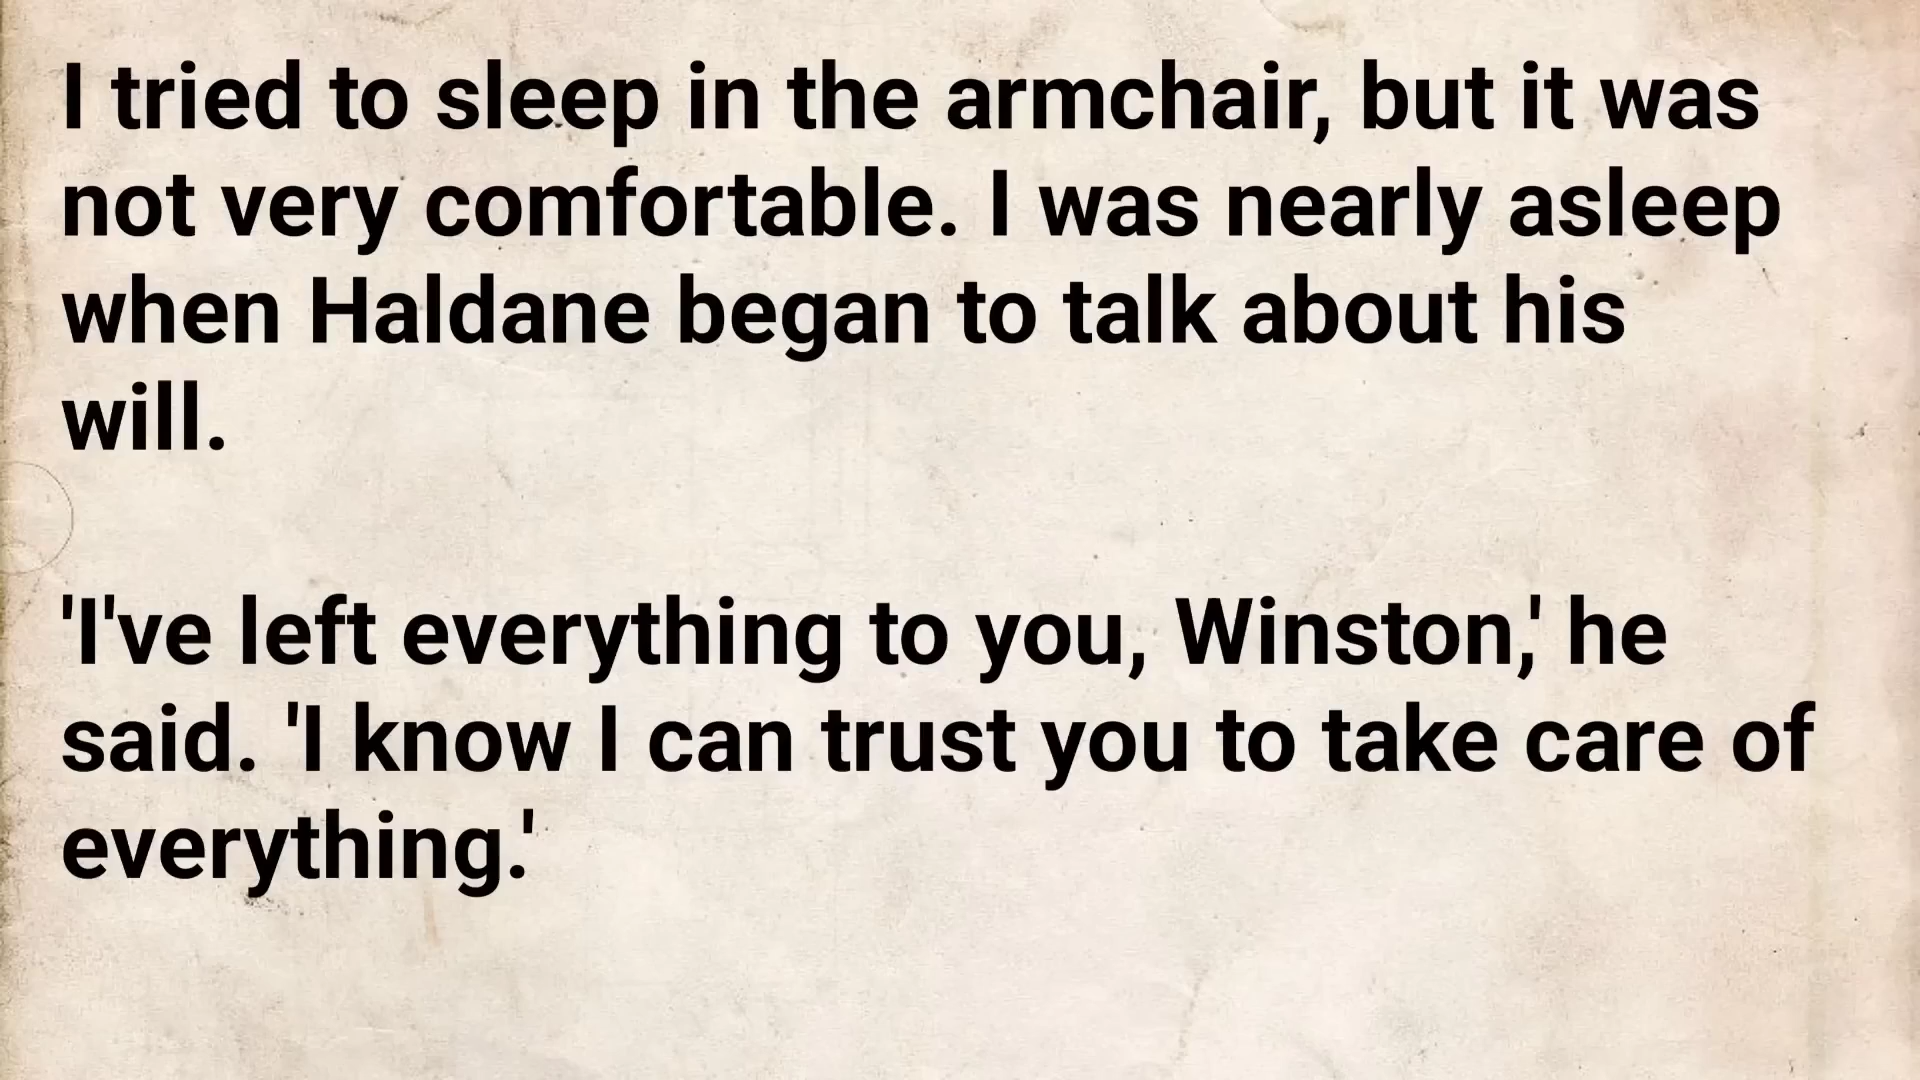 I tried to sleep in the armchair, but it was
not very comfortable. I was nearly asleep
when Haldane began to talk about his
will.
'I've left everything to you, Winston,' he
said. 'I know I can trust you to take care of
everything.'